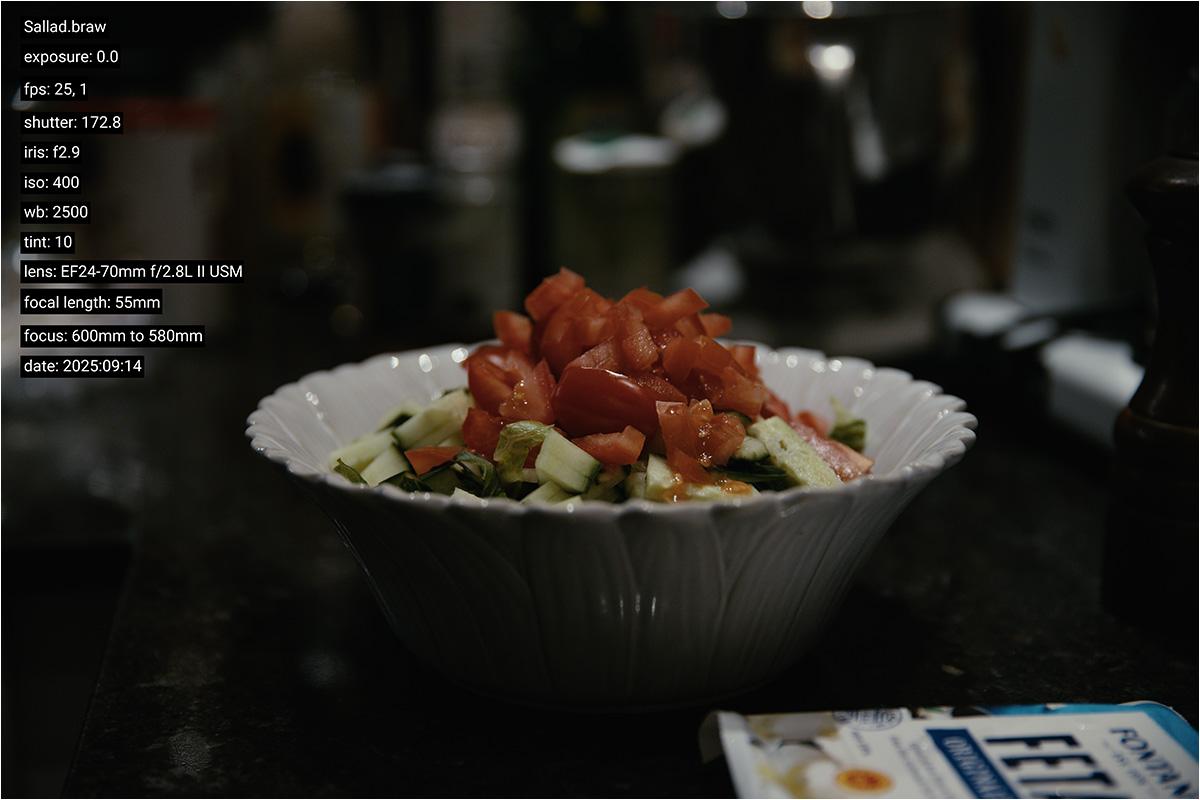 Sallad.braw
exposure: 0.0
fps: 25, 1
shutter: 172.8
iris: f2.9
iso: 400
wb: 2500
tint: 10
lens: EF24-70mm f/2.8L II USM
focal length: 55mm
focus: 600mm to 580mm
date: 2025:09:14
FONTAN
FETA